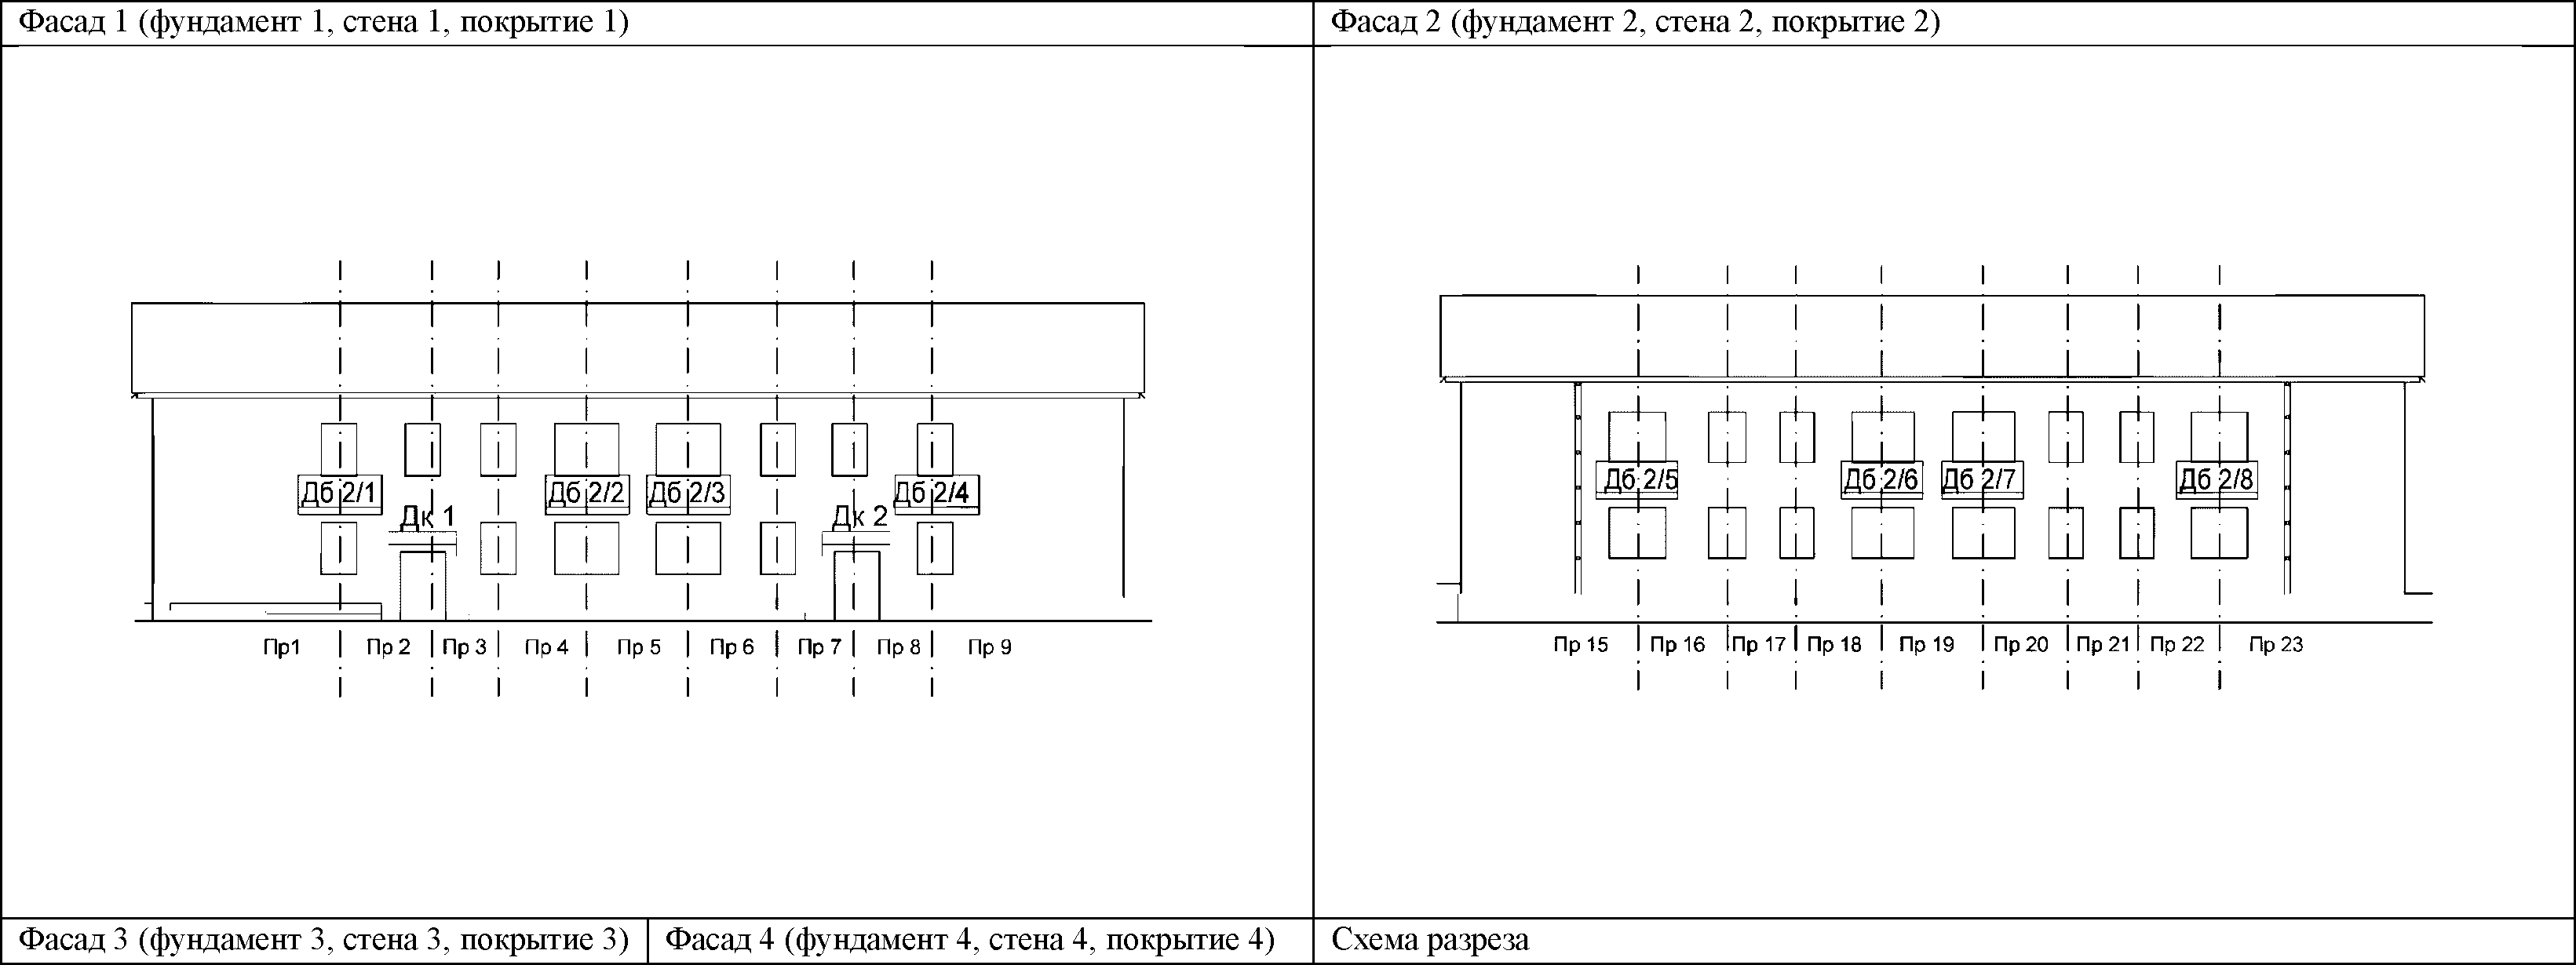 Фасад 1 (фундамент 1, стена 1, покрытие 1)
Фасад 2 (фундамент 2, стена 2, покрытие 2)
Дб 2/1 Дб 2/2 Дб 2/3 Дб 2/4
Дк 1 Дк 2
Пр1 Пр 2 Пр 3 Пр 4 Пр 5 Пр 6 Пр 7 Пр 8 Пр 9
Дб 2/5 Дб 2/6 Дб 2/7 Дб 2/8
Пр 15 Пр 16 Пр 17 Пр 18 Пр 19 Пр 20 Пр 21 Пр 22 Пр 23
Фасад 3 (фундамент 3, стена 3, покрытие 3)
Фасад 4 (фундамент 4, стена 4, покрытие 4)
Схема разреза